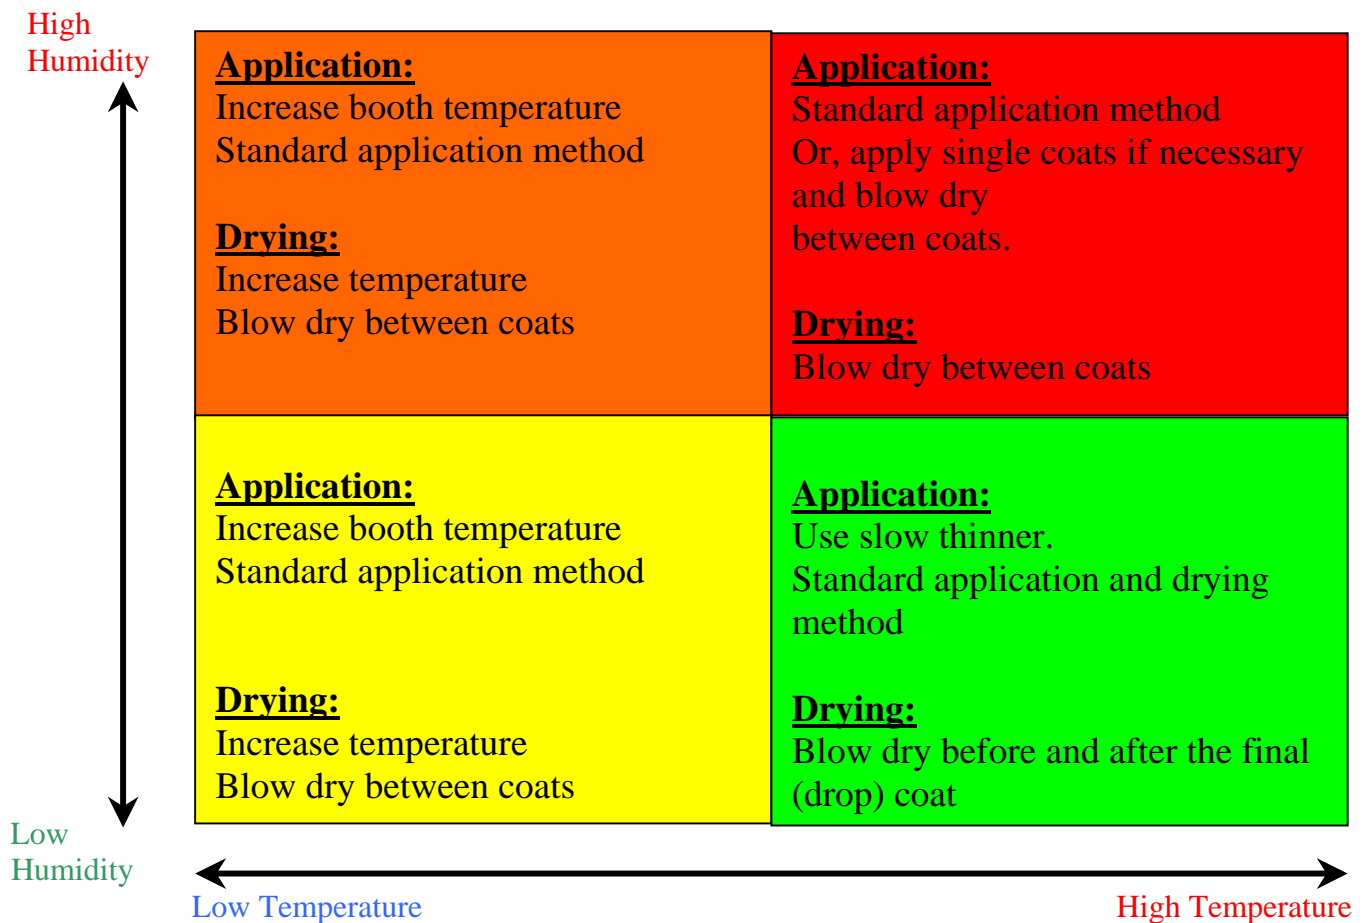 High
Humidity
Application:
Increase booth temperature
Standard application method
Drying:
Increase temperature
Blow dry between coats
Application:
Standard application method
Or, apply single coats if necessary
and blow dry
between coats.
Drying:
Blow dry between coats
Application:
Increase booth temperature
Standard application method
Drying:
Increase temperature
Blow dry between coats
Application:
Use slow thinner.
Standard application and drying
method
Drying:
Blow dry before and after the final
(drop) coat
Low
Humidity
Low Temperature
High Temperature